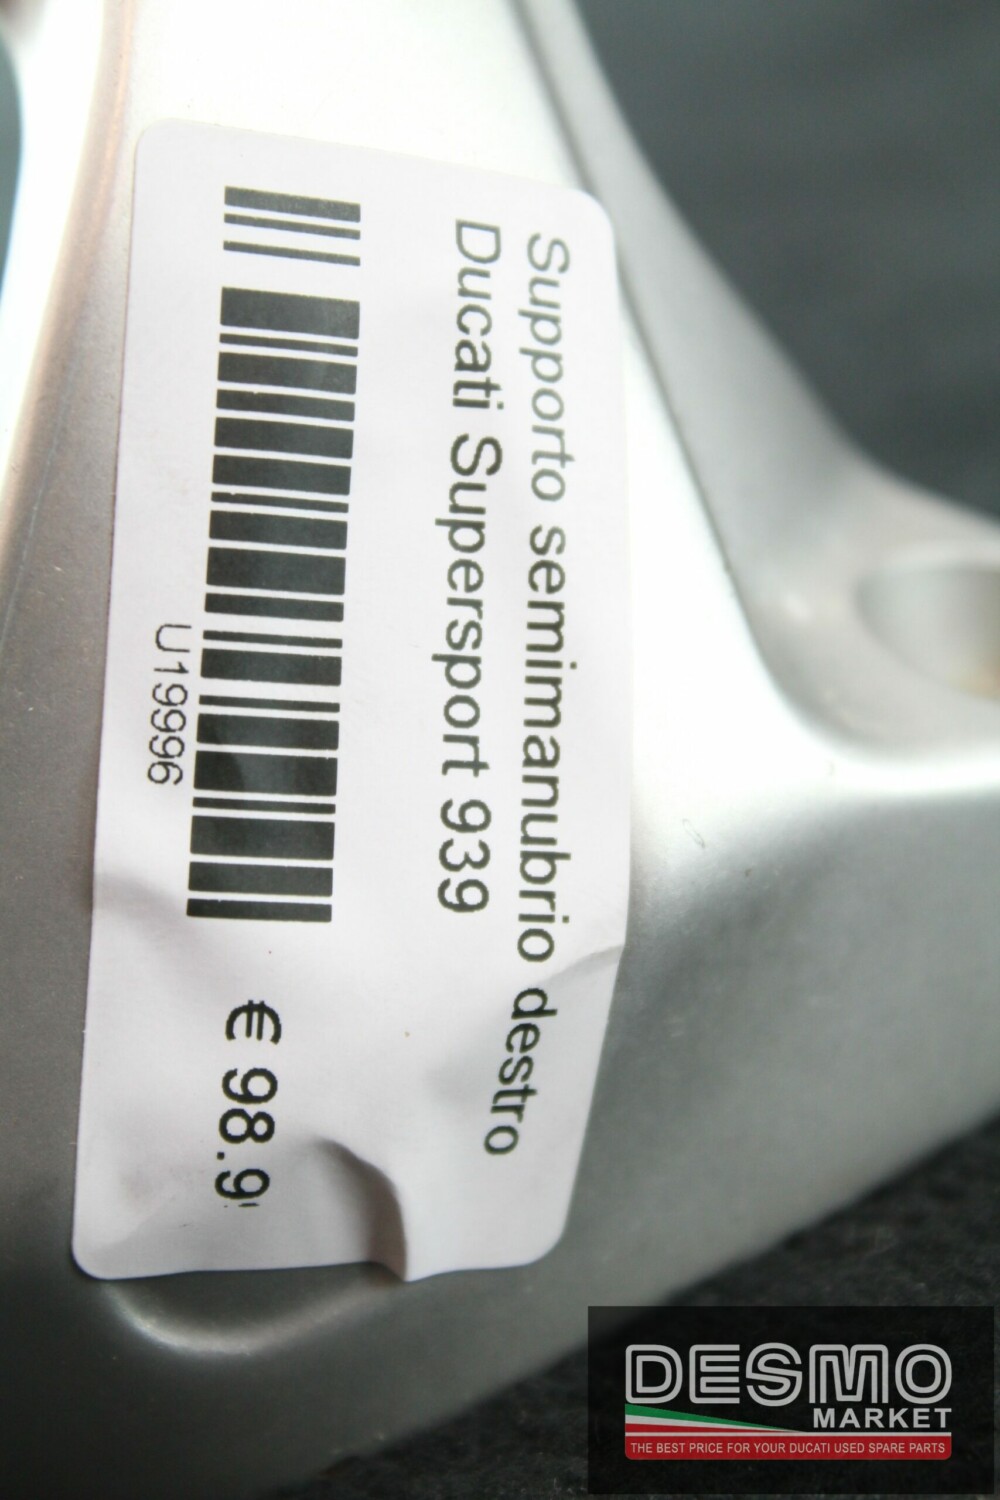 Supporto semimanubrio destro
Ducati Supersport 939
U19996
€ 98.9
DESMO
MARKET
THE BEST PRICE FOR YOUR DUCATI USED SPARE PARTS